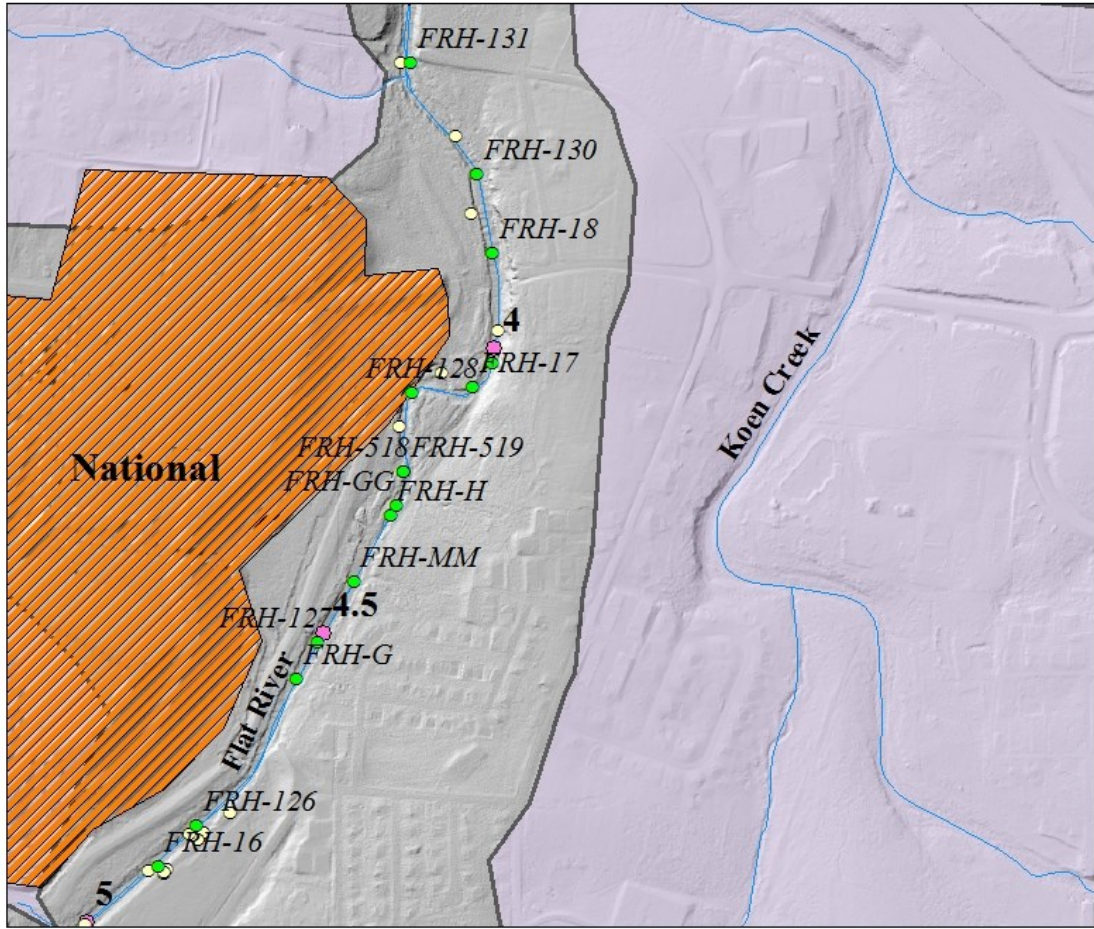 FRH-131
FRH-130
FRH-18
4
FRH-17
FRH-128
Koen Creek
FRH-518
FRH-519
National
FRH-GG
FRH-H
FRH-MM
4.5
FRH-127
FRH-G
Flat River
FRH-126
FRH-16
5